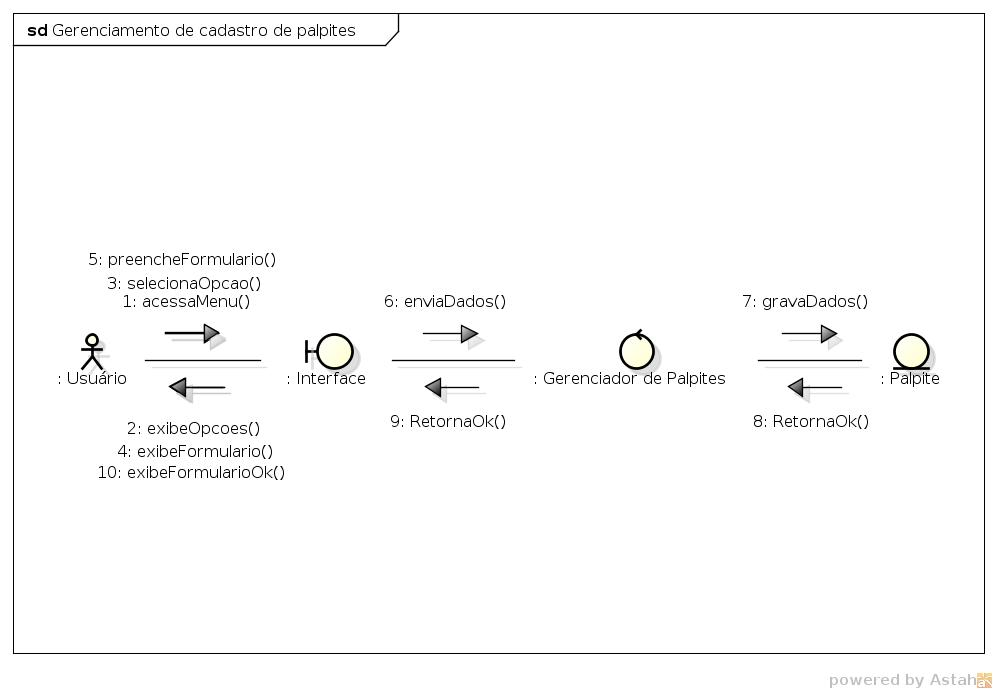 sd Gerenciamento de cadastro de palpites
5: preencheFormulario()
3: selecionaOpcao()
1: acessaMenu()
6: enviaDados()
7: gravaDados()
: Usuário
: Interface
: Gerenciador de Palpites
: Palpite
2: exibeOpcoes()
4: exibeFormulario()
10: exibeFormularioOk()
9: RetornaOk()
8: RetornaOk()
powered by Astah